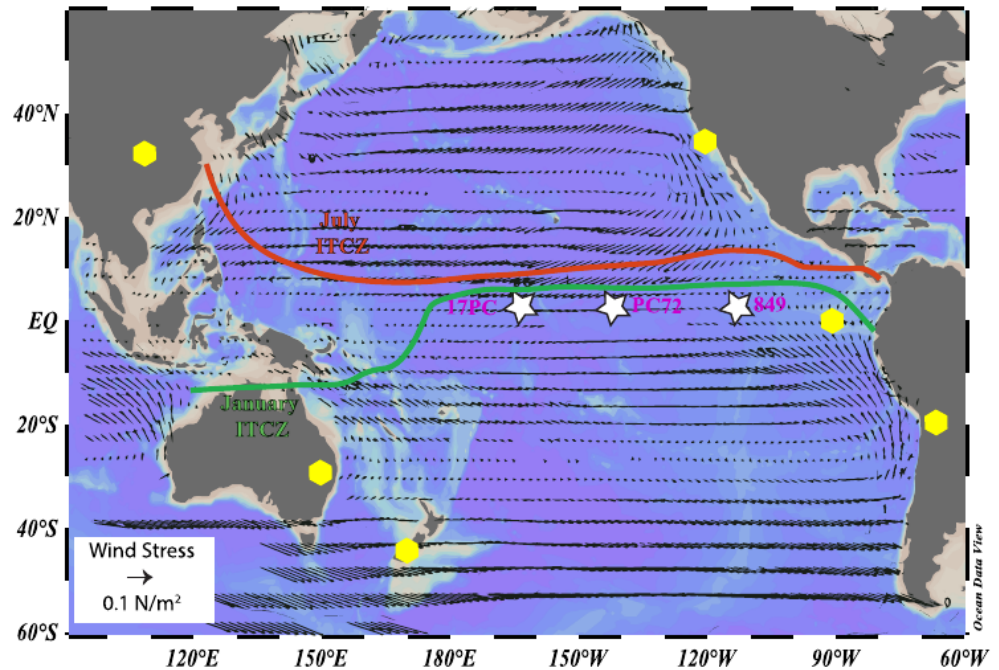 40°N
20°N
EQ
20°S
40°S
60°S
July
ITCZ
17PC
PC72
849
January
ITCZ
Wind Stress
→
0.1 N/m²
Ocean Data View
120°E
150°E
180°E
150°W
120°W
90°W
60°W